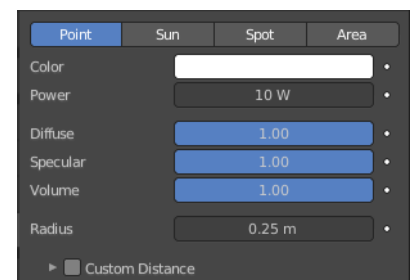 Point Sun Spot Area
Color
Power 10 W
Diffuse 1.00
Specular 1.00
Volume 1.00
Radius 0.25 m
Custom Distance